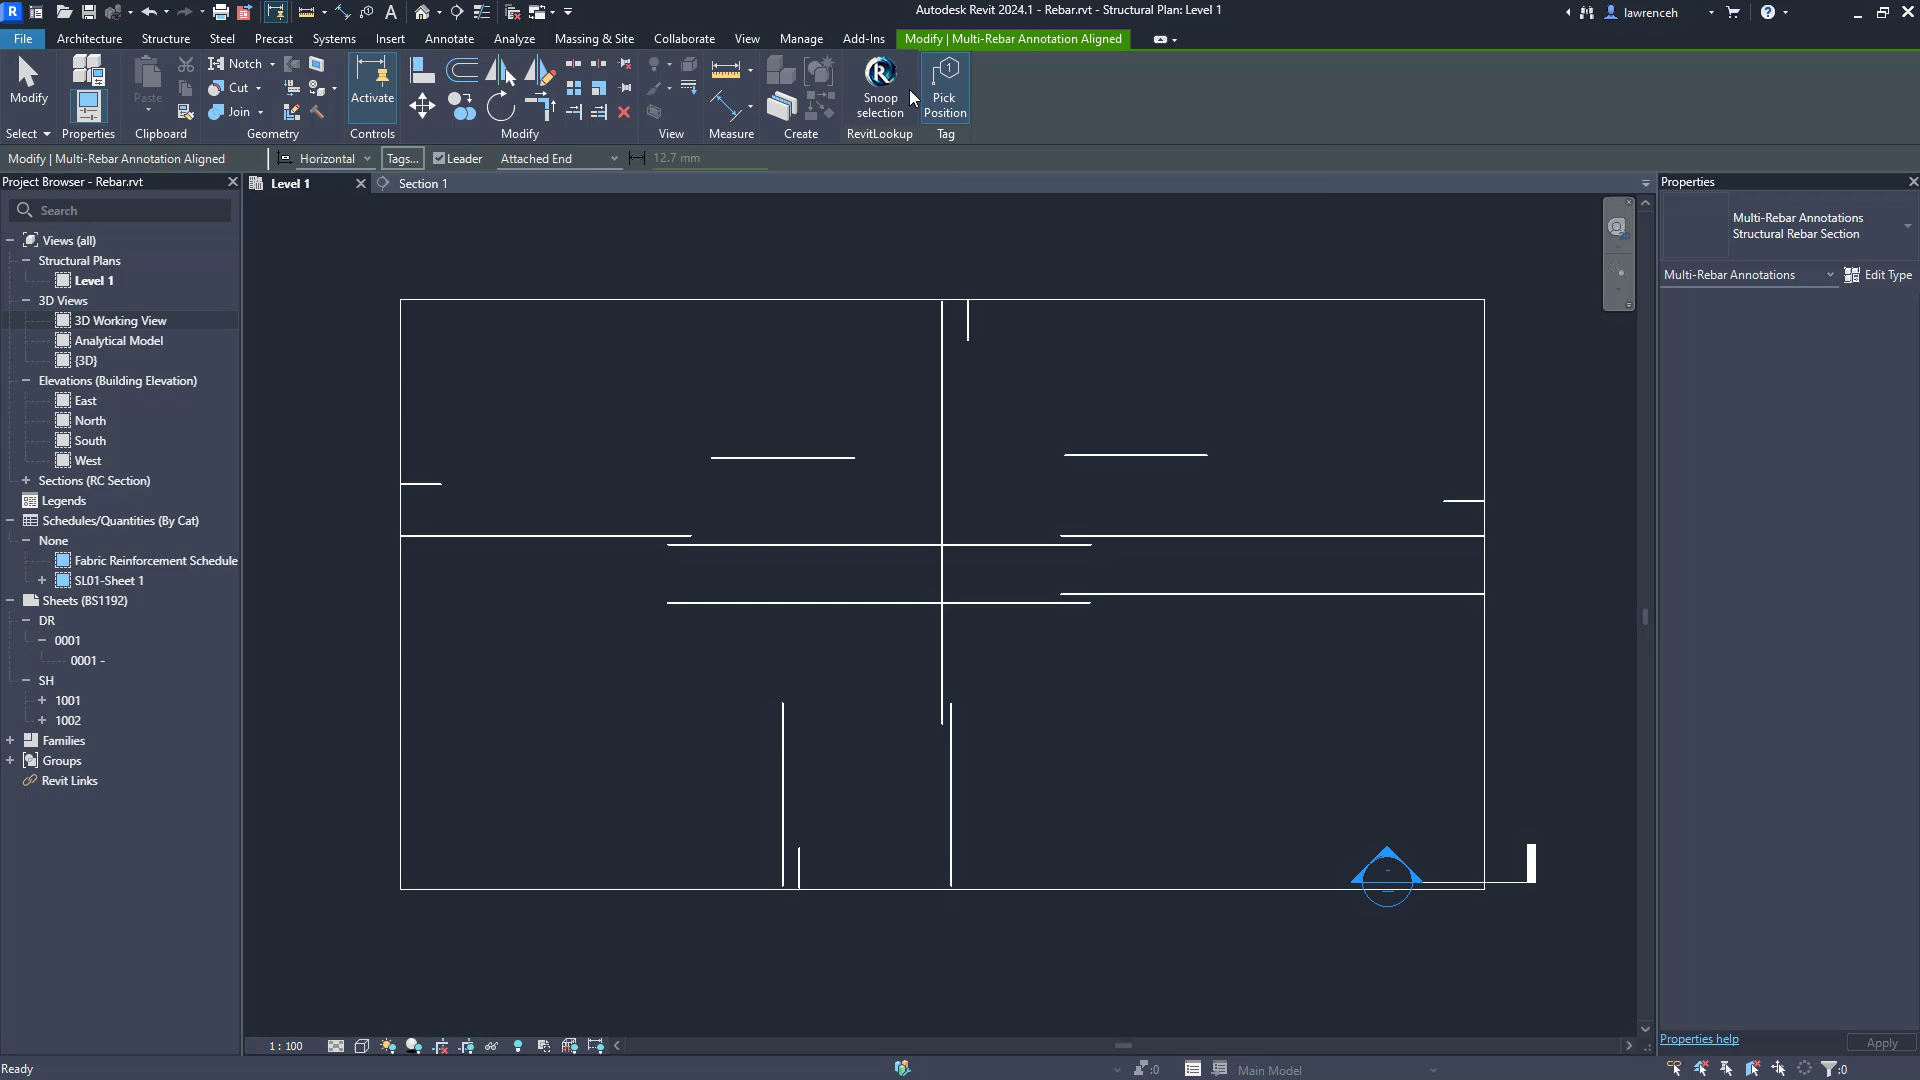 Autodesk Revit 2024.1 - Rebar.rvt - Structural Plan: Level 1
lawrenceh
File Architecture Structure Steel Precast Systems Insert Annotate Analyze Massing & Site Collaborate View Manage Add-Ins Modify | Multi-Rebar Annotation Aligned
Notch
Cut
Join
Modify
Paste
Activate
Snoop selection
Pick Position
Select Properties Clipboard Geometry Controls Modify View Measure Create RevitLookup Tag
Modify | Multi-Rebar Annotation Aligned Horizontal Tags... Leader Attached End 12.7 mm
Project Browser - Rebar.rvt
Search
Views (all)
Structural Plans
Level 1
3D Views
3D Working View
Analytical Model
{3D}
Elevations (Building Elevation)
East
North
South
West
Sections (RC Section)
Legends
Schedules/Quantities (By Cat)
None
Fabric Reinforcement Schedule
SL01-Sheet 1
Sheets (BS1192)
DR
0001
0001 -
SH
1001
1002
Families
Groups
Revit Links
Level 1
Section 1
Properties
Multi-Rebar Annotations
Structural Rebar Section
Multi-Rebar Annotations Edit Type
Properties help Apply
1 : 100
Ready
:0
Main Model
:0